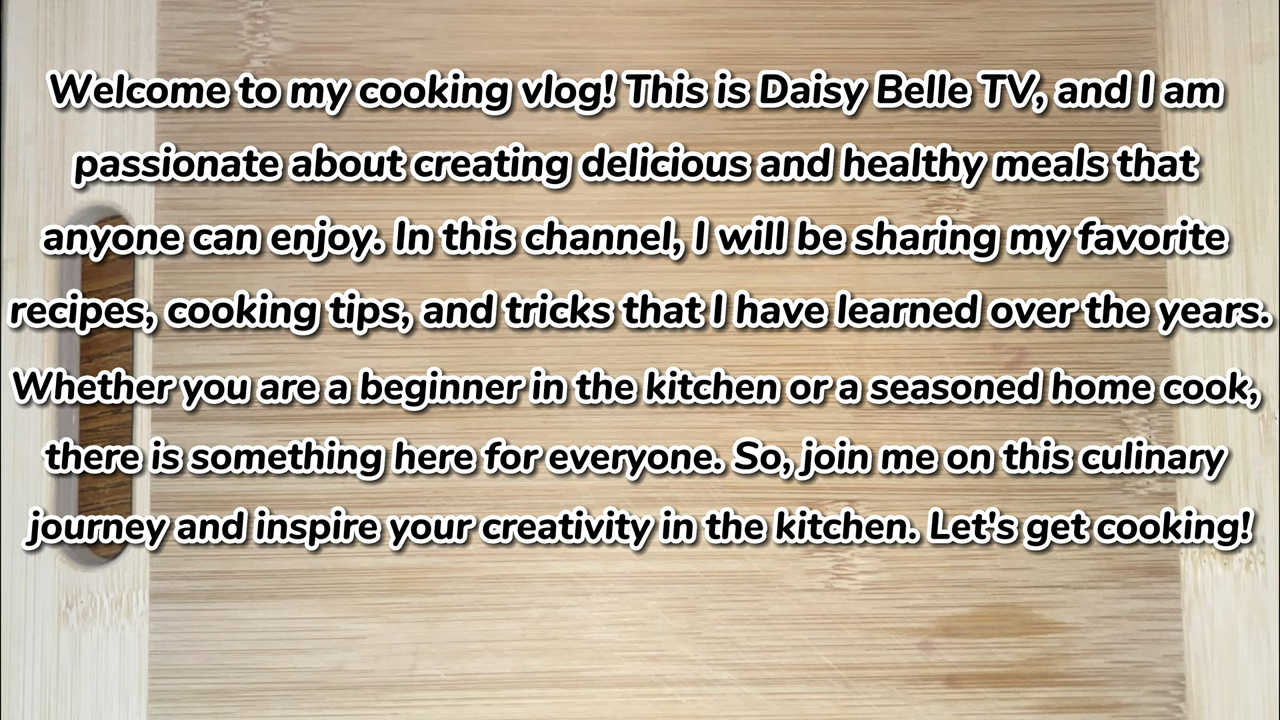 Welcome to my cooking vlog! This is Daisy Belle TV, and I am
passionate about creating delicious and healthy meals that
anyone can enjoy. In this channel, I will be sharing my favorite
recipes, cooking tips, and tricks that I have learned over the years.
Whether you are a beginner in the kitchen or a seasoned home cook,
there is something here for everyone. So, join me on this culinary
journey and inspire your creativity in the kitchen. Let's get cooking!